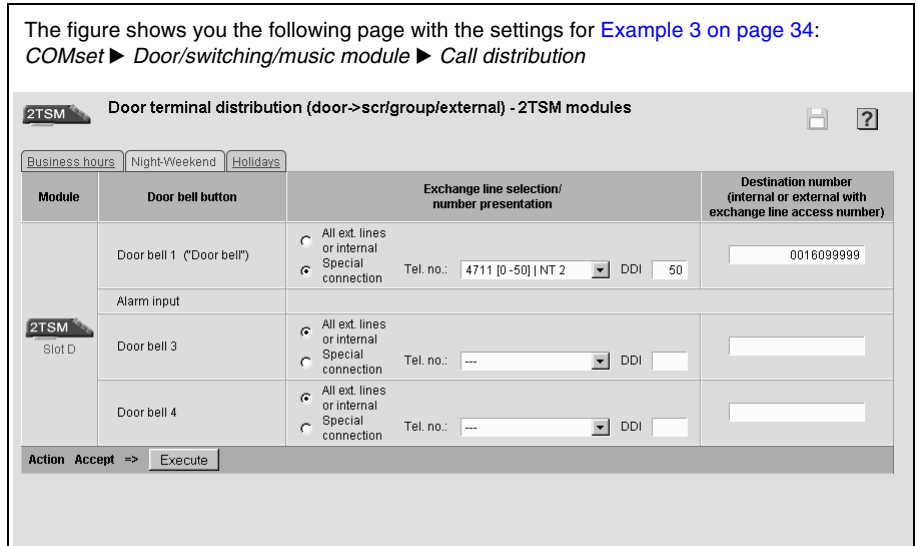 The figure shows you the following page with the settings for Example 3 on page 34:
COMset ▶ Door/switching/music module ▶ Call distribution
2TSM Door terminal distribution (door->scr/group/external) - 2TSM modules ?
Business hours Night-Weekend Holidays
Module Door bell button Exchange line selection/ number presentation Destination number (internal or external with exchange line access number)
2TSM
Slot D
Door bell 1 ("Door bell")
All ext. lines
or internal
Special
connection Tel. no.: 4711 [0 -50] | NT 2 DDI 50
0016099999
Alarm input
Door bell 3
All ext. lines
or internal
Special
connection Tel. no.: --- DDI
Door bell 4
All ext. lines
or internal
Special
connection Tel. no.: --- DDI
Action Accept => Execute